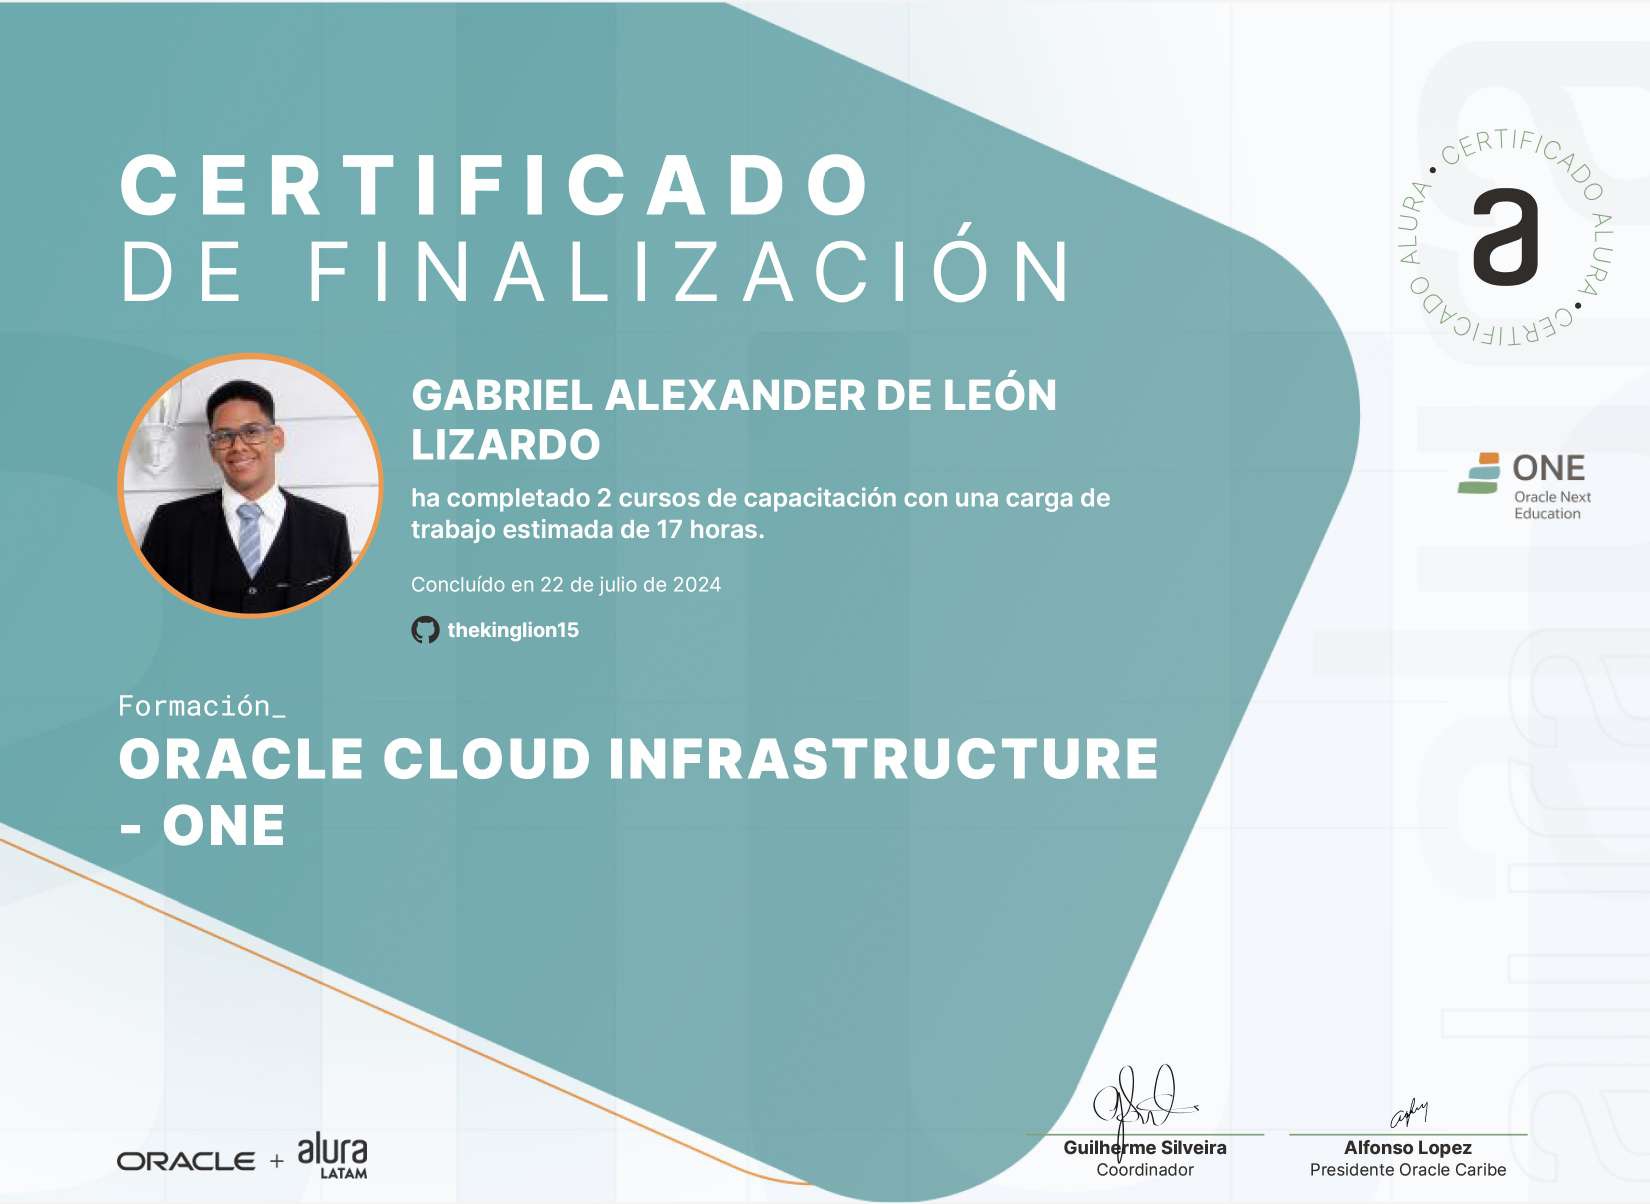 CERTIFICADO
DE FINALIZACIÓN
CERTIFICADO ALURA • CERTIFICADO ALURA •
a
GABRIEL ALEXANDER DE LEÓN
LIZARDO
ha completado 2 cursos de capacitación con una carga de
trabajo estimada de 17 horas.
Concluído en 22 de julio de 2024
thekinglion15
ONE
Oracle Next
Education
Formación_
ORACLE CLOUD INFRASTRUCTURE
- ONE
ORACLE + alura
LATAM
Guilherme Silveira
Coordinador
Alfonso Lopez
Presidente Oracle Caribe
alura